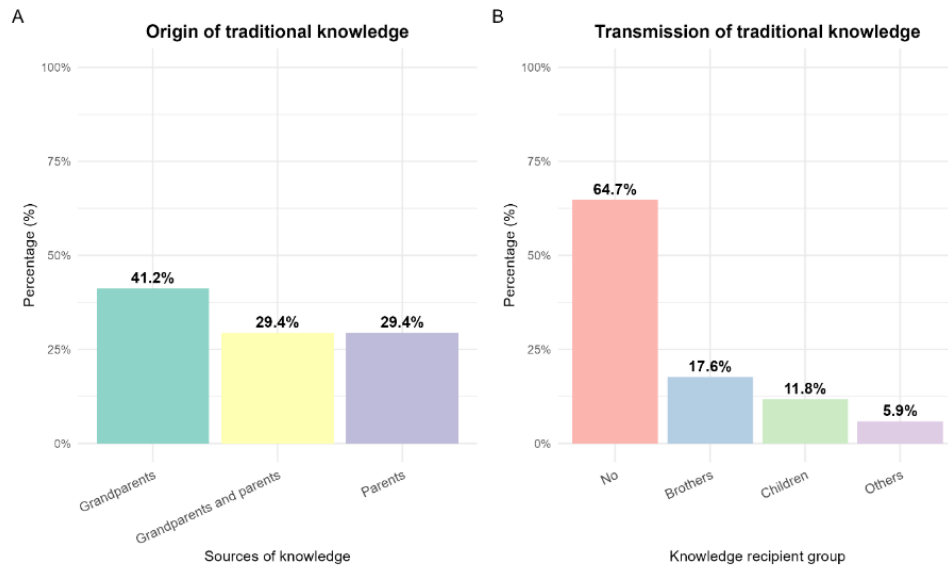 A
Origin of traditional knowledge
100%
75%
50%
25%
0%
Percentage (%)
41.2%
29.4%
29.4%
Grandparents
Grandparents and parents
Parents
Sources of knowledge
B
Transmission of traditional knowledge
100%
75%
50%
25%
0%
Percentage (%)
64.7%
17.6%
11.8%
5.9%
No
Brothers
Children
Others
Knowledge recipient group